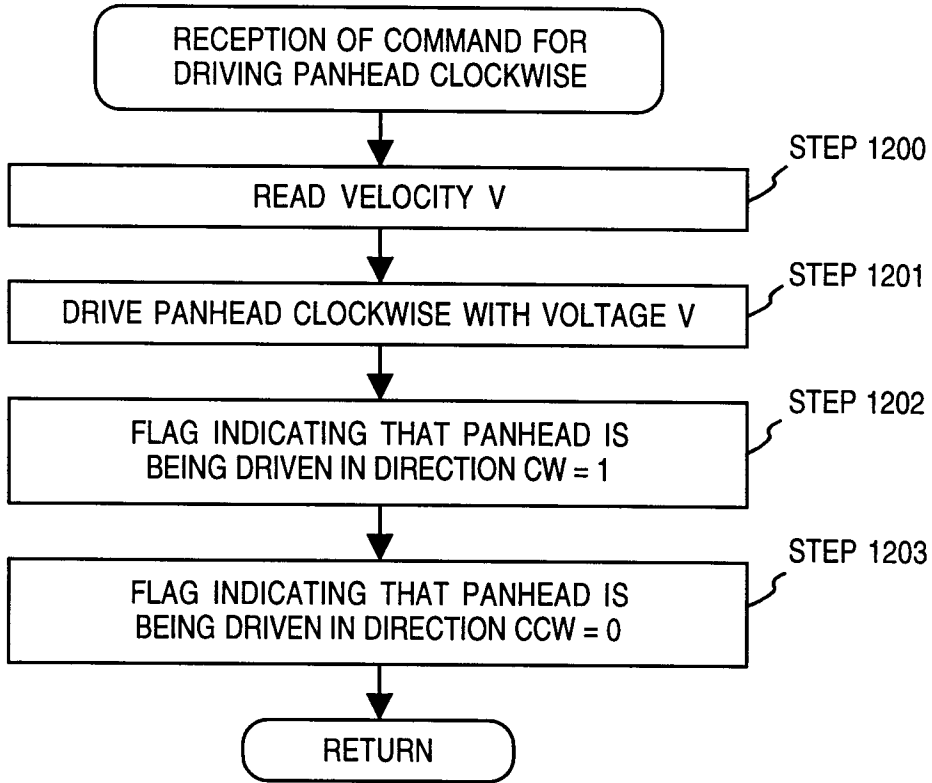 RECEPTION OF COMMAND FOR
DRIVING PANHEAD CLOCKWISE
STEP 1200
READ VELOCITY V
STEP 1201
DRIVE PANHEAD CLOCKWISE WITH VOLTAGE V
STEP 1202
FLAG INDICATING THAT PANHEAD IS
BEING DRIVEN IN DIRECTION CW = 1
STEP 1203
FLAG INDICATING THAT PANHEAD IS
BEING DRIVEN IN DIRECTION CCW = 0
RETURN